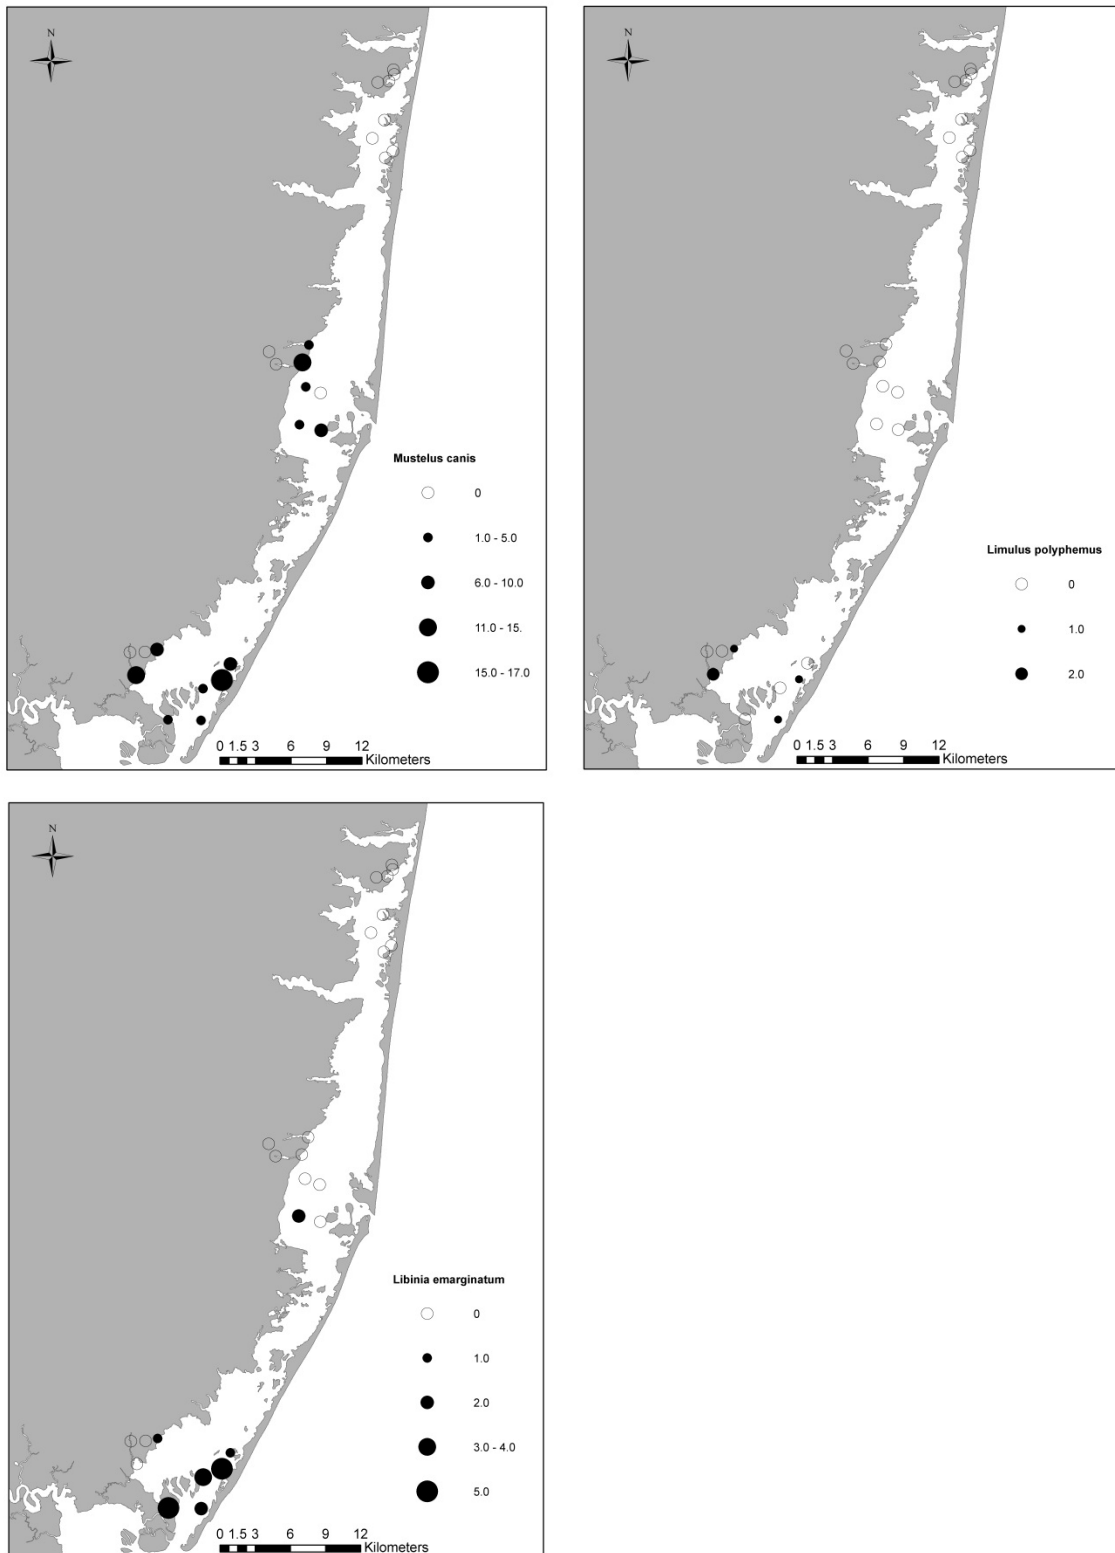 N
Mustelus canis
0
1.0 - 5.0
6.0 - 10.0
11.0 - 15.
15.0 - 17.0
0 1.5 3 6 9 12
Kilometers
N
Limulus polyphemus
0
1.0
2.0
0 1.5 3 6 9 12
Kilometers
N
Libinia emarginatum
0
1.0
2.0
3.0 - 4.0
5.0
0 1.5 3 6 9 12
Kilometers